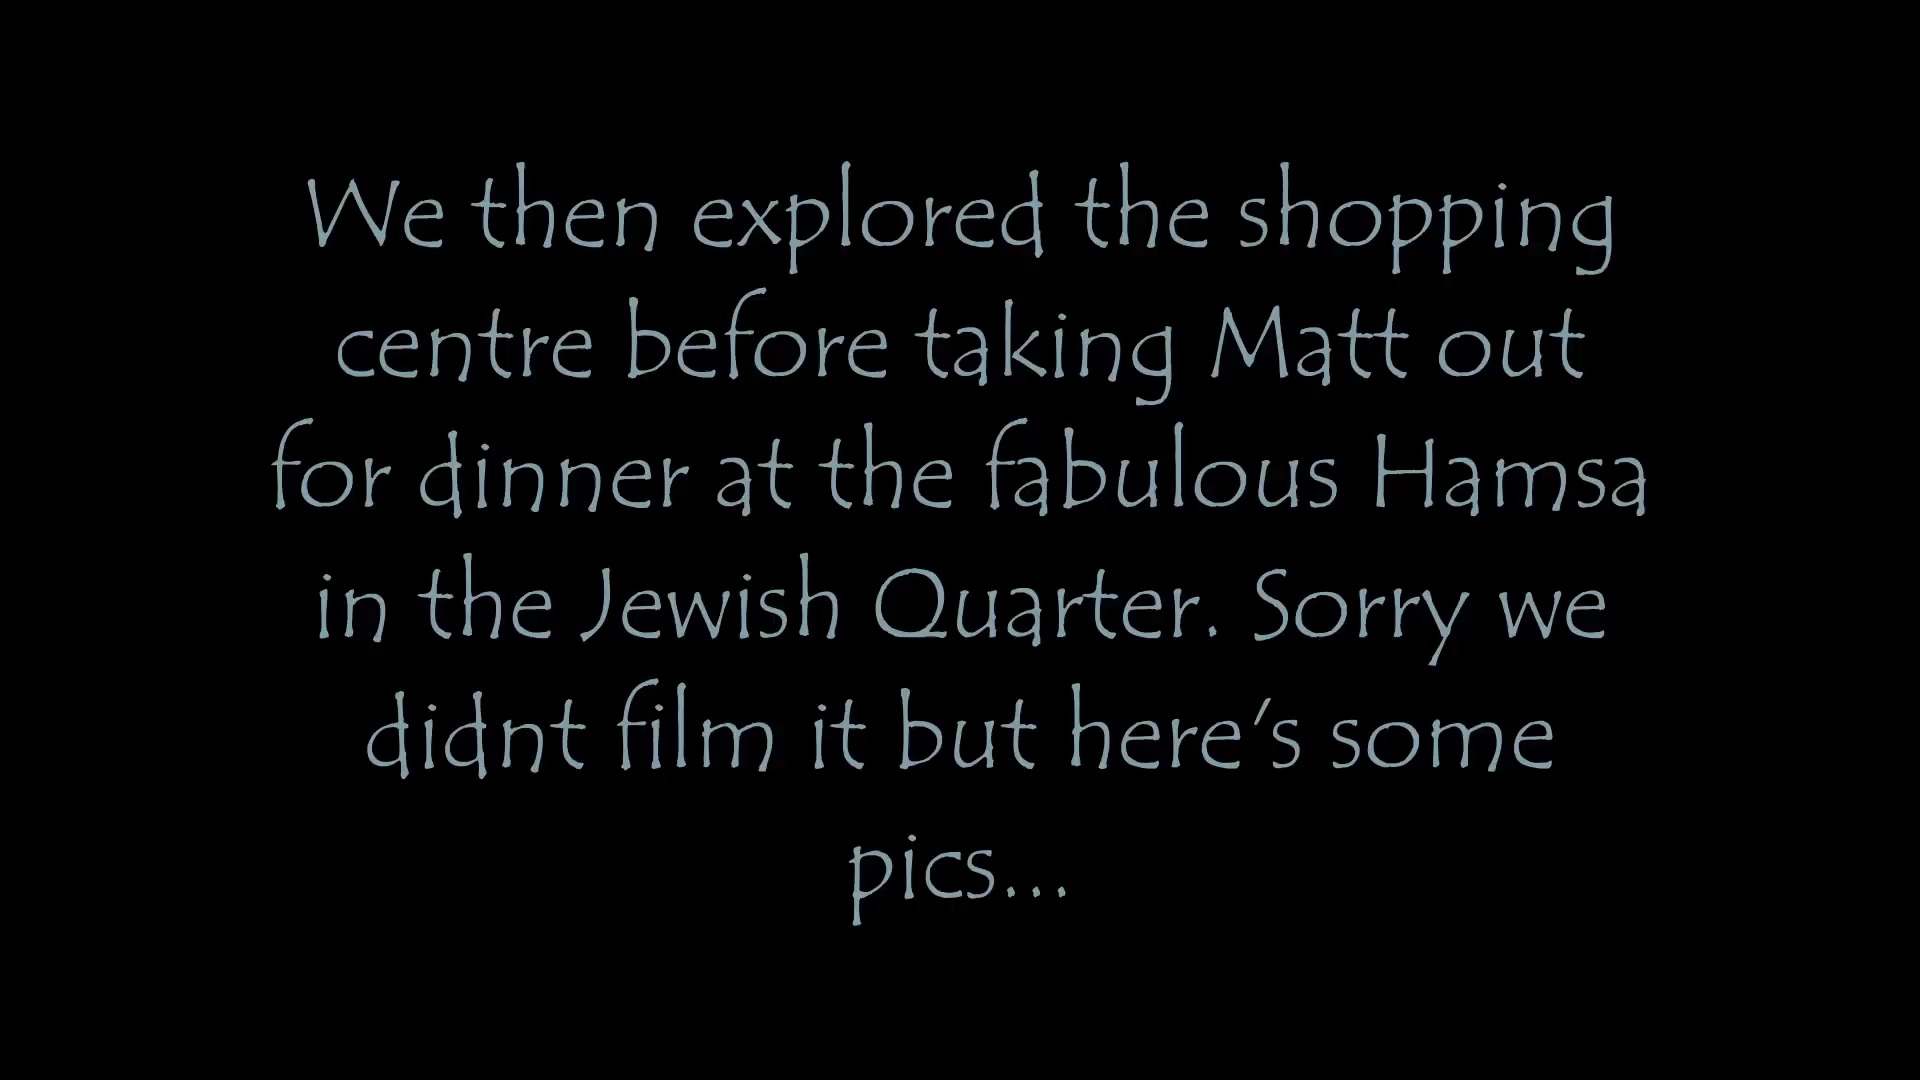 We then explored the shopping
centre before taking Matt out
for dinner at the fabulous Hamsa
in the Jewish Quarter. Sorry we
didnt film it but here's some
pics...